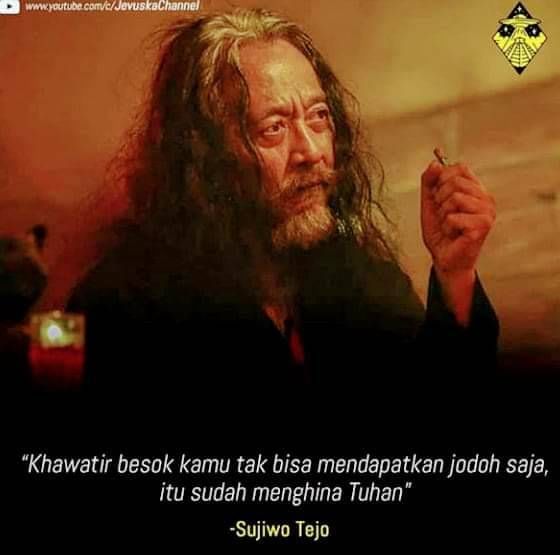 www.youtube.com/c/JevuskaChannel
“Khawatir besok kamu tak bisa mendapatkan jodoh saja,
itu sudah menghina Tuhan”
-Sujiwo Tejo